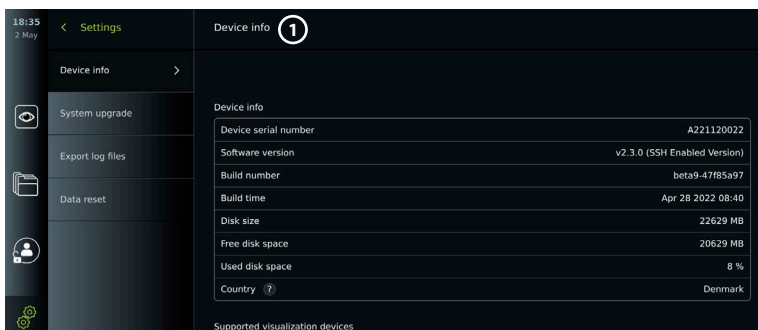 18:35
2 May
Settings
Device info
1
Device info
System upgrade
Export log files
Data reset
Device info
Device serial number A221120022
Software version v2.3.0 (SSH Enabled Version)
Build number beta9-47f85a97
Build time Apr 28 2022 08:40
Disk size 22629 MB
Free disk space 20629 MB
Used disk space 8 %
Country ? Denmark
Supported visualization devices